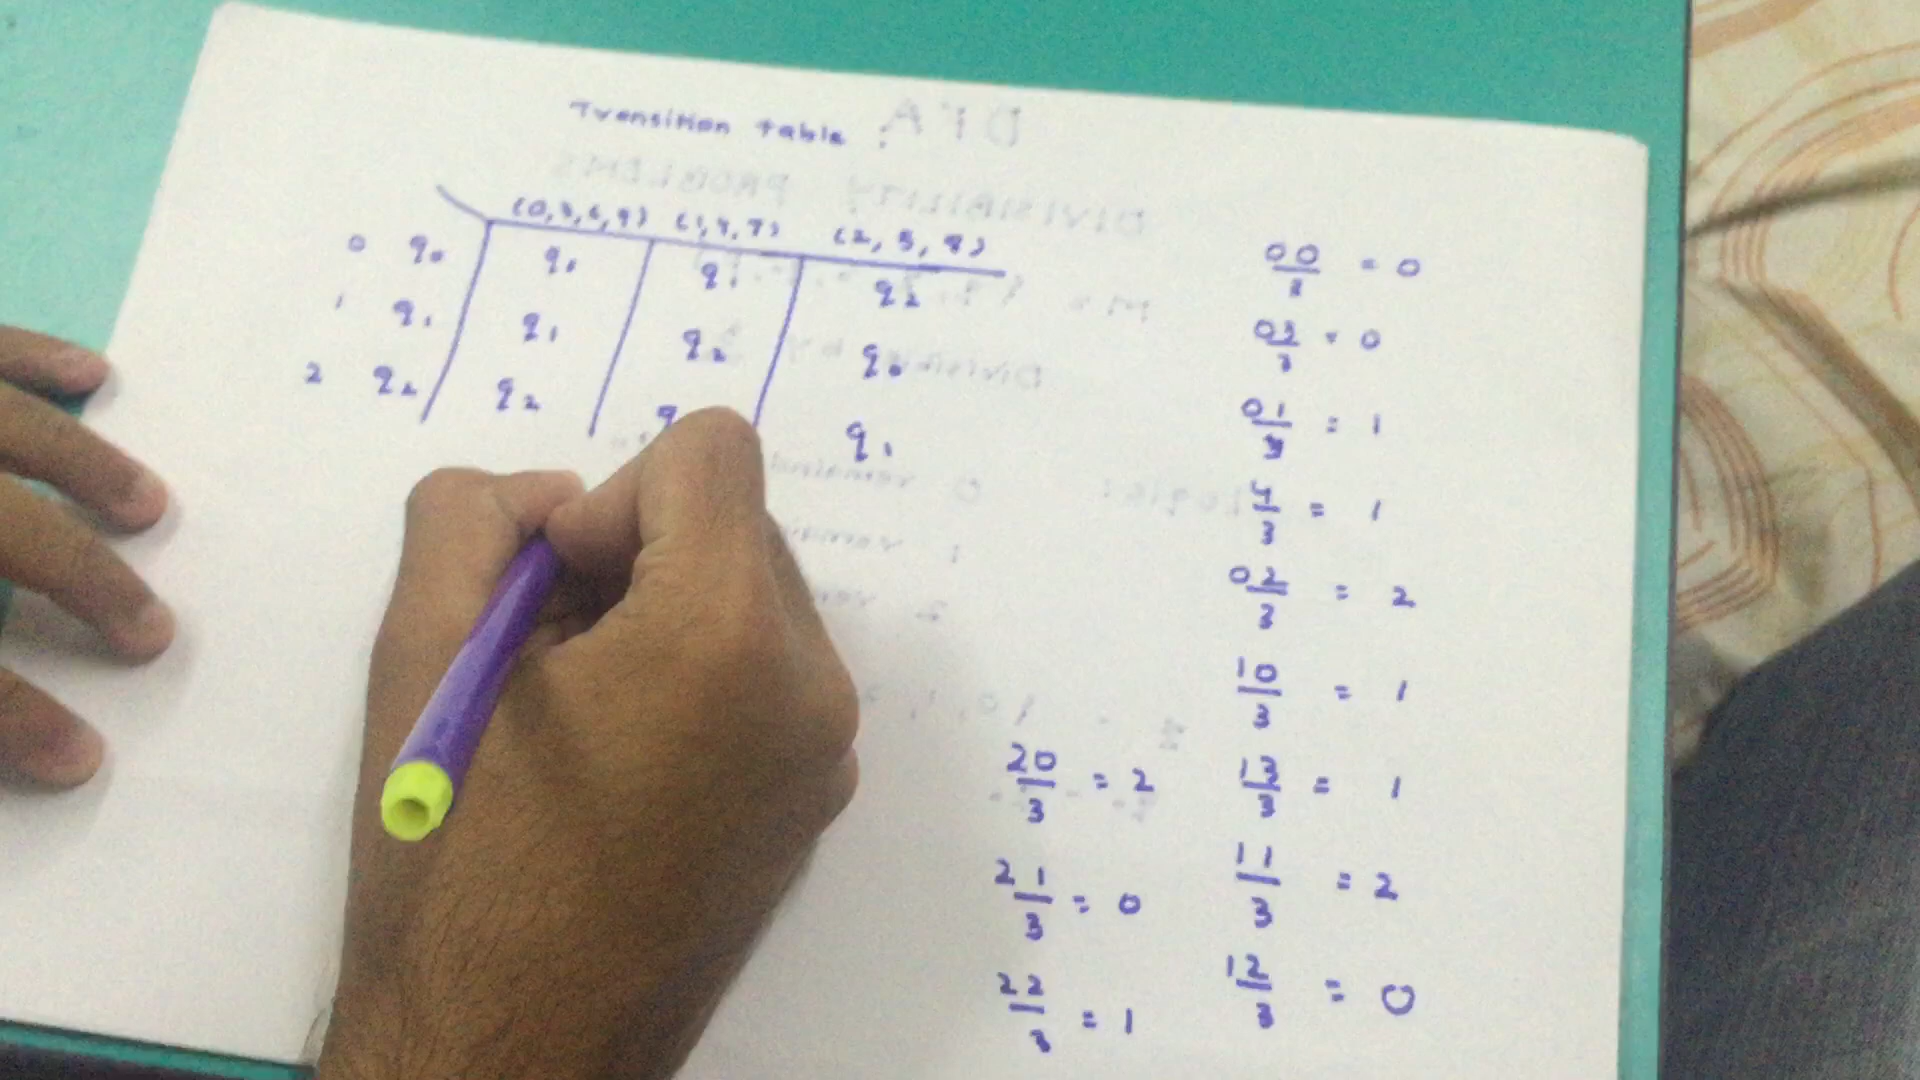 Transition table :
(0,3,6,9) (1,4,7) (2,5,8)
0 q0 q0 q1 q2
1 q1 q1 q2 q0
2 q2 q2 q q1
00/3 = 0
03/3 = 0
01/3 = 1
4/3 = 1
02/3 = 2
10/3 = 1
13/3 = 1
11/3 = 2
12/3 = 0
20/3 = 2
21/3 = 0
22/3 = 1
DFA
DIVISIBILITY PROBLEMS